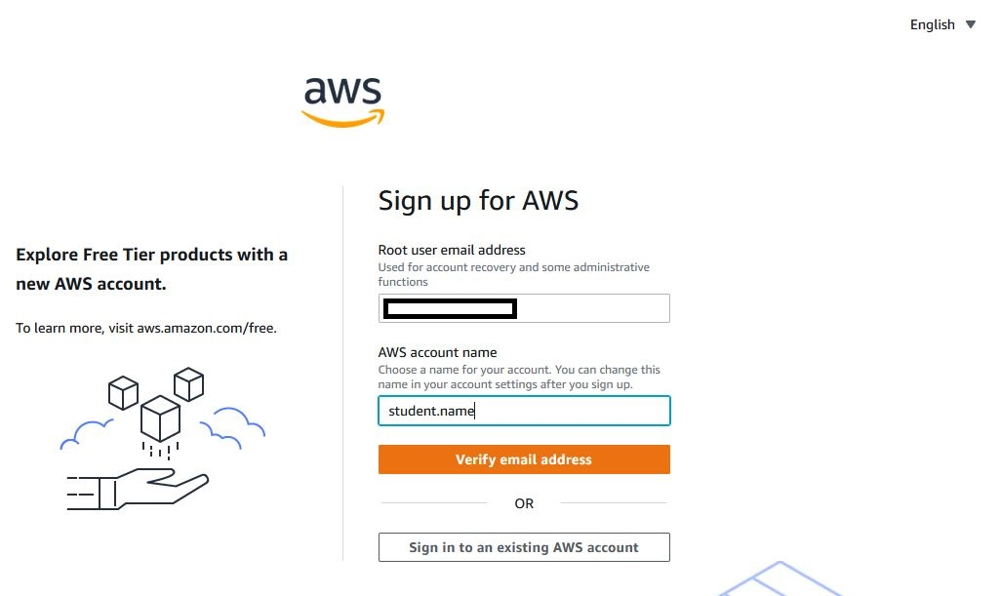 English
aws
Sign up for AWS
Explore Free Tier products with a
new AWS account.
To learn more, visit aws.amazon.com/free.
Root user email address
Used for account recovery and some administrative
functions
AWS account name
Choose a name for your account. You can change this
name in your account settings after you sign up.
student.name
Verify email address
OR
Sign in to an existing AWS account